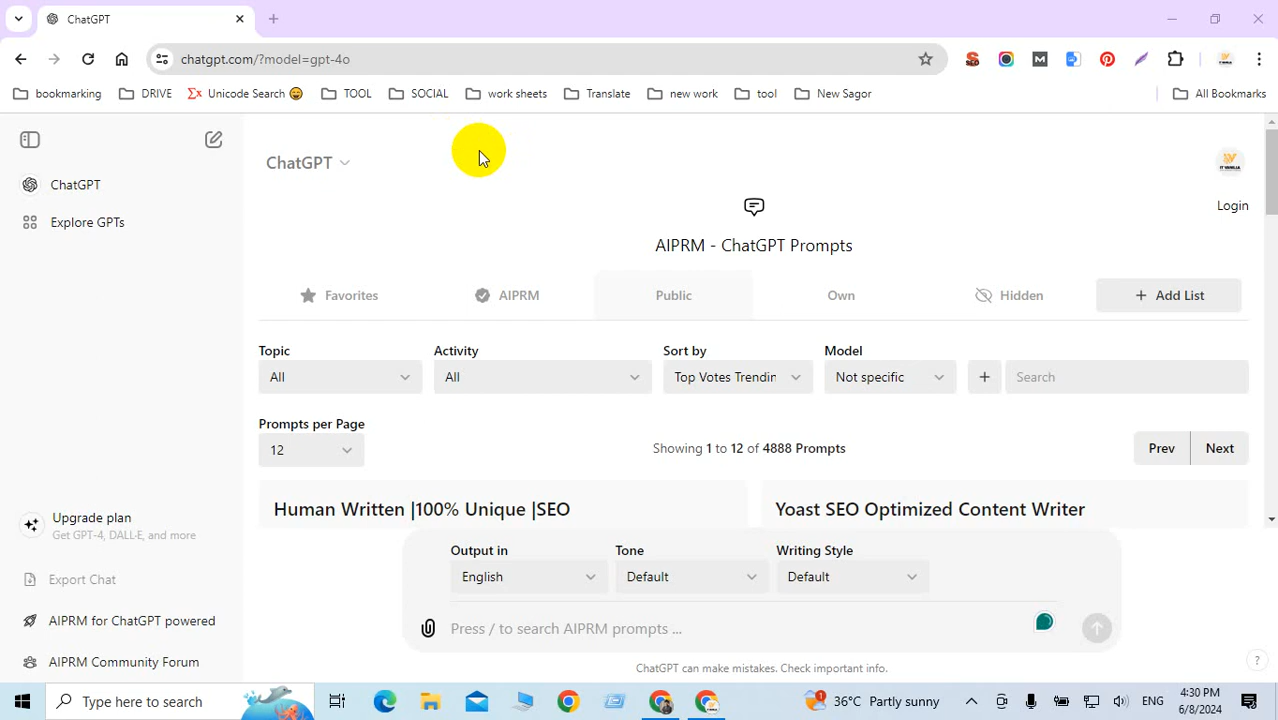 ChatGPT
chatgpt.com/?model=gpt-4o
bookmarking DRIVE Unicode Search TOOL SOCIAL work sheets Translate new work tool New Sagor All Bookmarks
ChatGPT
Explore GPTs
ChatGPT
IT VANILLA
Login
AIPRM - ChatGPT Prompts
Favorites AIPRM Public Own Hidden + Add List
Topic Activity Sort by Model
All All Top Votes Trendin Not specific + Search
Prompts per Page
12 Showing 1 to 12 of 4888 Prompts Prev Next
Human Written |100% Unique |SEO Yoast SEO Optimized Content Writer
Upgrade plan
Get GPT-4, DALL·E, and more
Export Chat
AIPRM for ChatGPT powered
AIPRM Community Forum
Output in Tone Writing Style
English Default Default
Press / to search AIPRM prompts ...
ChatGPT can make mistakes. Check important info.
?
Type here to search 1 36°C Partly sunny ENG 4:30 PM
6/8/2024